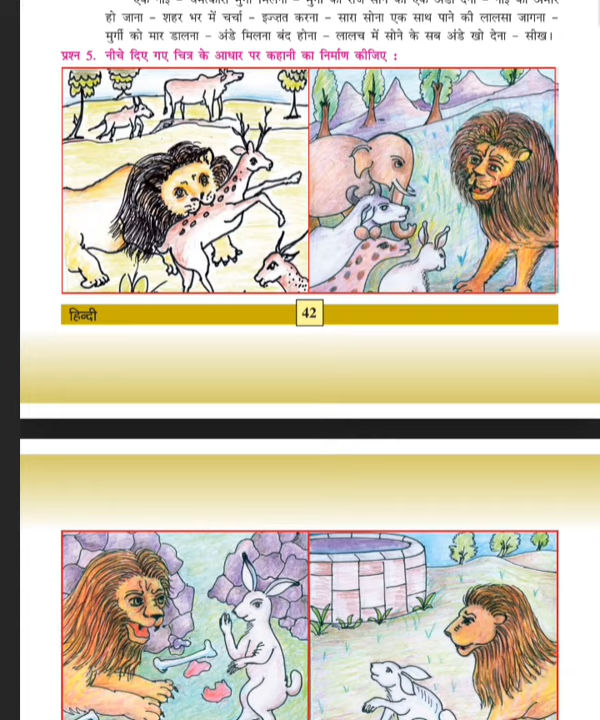 हो जाना - शहर भर में चर्चा - इज्ज़त करना - सारा सोना एक साथ पाने की लालसा जागना -
मुर्गी को मार डालना - अंडे मिलना बंद होना - लालच में सोने के सब अंडे खो देना - सीख।
प्रश्न 5. नीचे दिए गए चित्र के आधार पर कहानी का निर्माण कीजिए :
हिन्दी
42